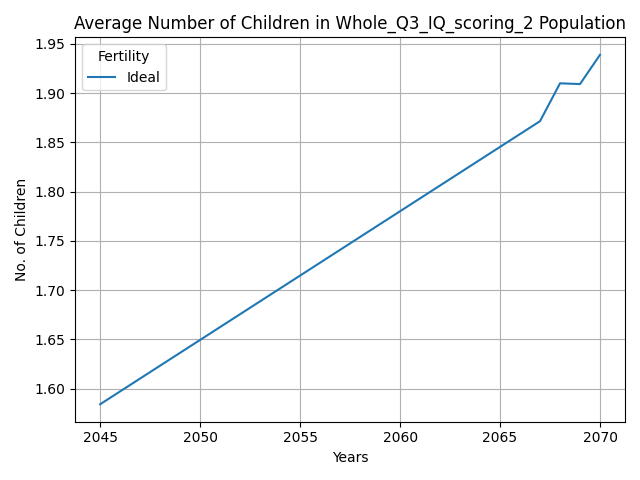 Average Number of Children in Whole_Q3_IQ_scoring_2 Population
Fertility
Ideal
No. of Children
1.95
1.90
1.85
1.80
1.75
1.70
1.65
1.60
2045 2050 2055 2060 2065 2070
Years